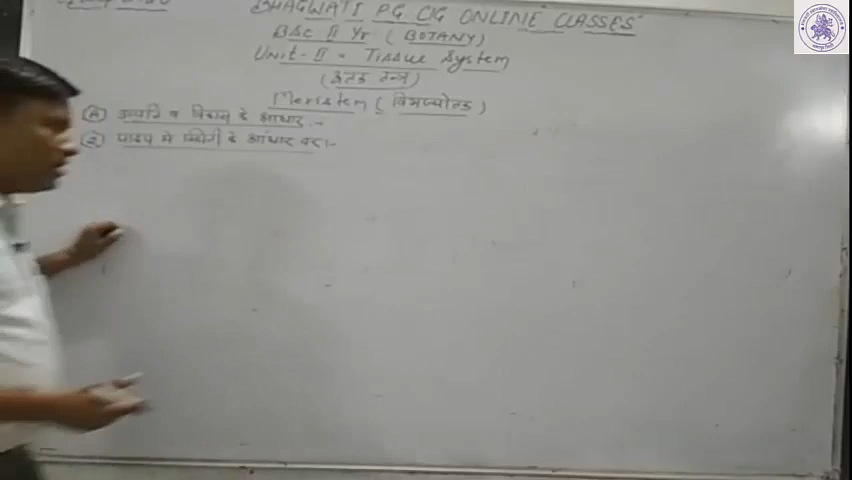 BHAGWATI PG ClG ONLINE CLASSES
BSC II Yr (BOTANY)
Unit-II = Tissue System
(ऊतक तन्त्र)
Meristem (विभज्योतक)
(A) उत्पत्ति व विकास के आधार :-
(2) पादप में स्थिति के आधार पर :-